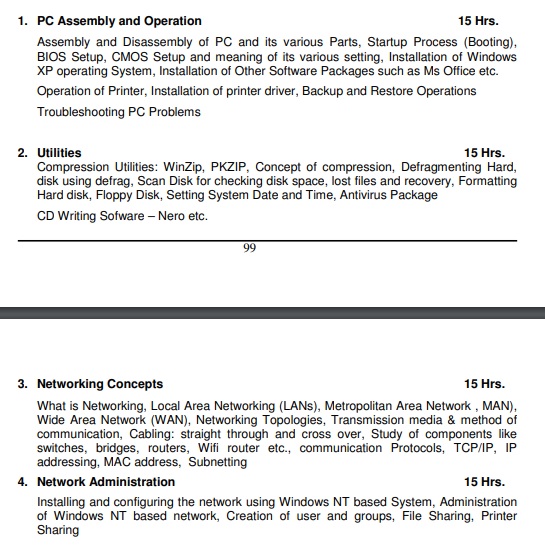 1. PC Assembly and Operation 15 Hrs.
Assembly and Disassembly of PC and its various Parts, Startup Process (Booting),
BIOS Setup, CMOS Setup and meaning of its various setting, Installation of Windows
XP operating System, Installation of Other Software Packages such as Ms Office etc.
Operation of Printer, Installation of printer driver, Backup and Restore Operations
Troubleshooting PC Problems
2. Utilities 15 Hrs.
Compression Utilities: WinZip, PKZIP, Concept of compression, Defragmenting Hard,
disk using defrag, Scan Disk for checking disk space, lost files and recovery, Formatting
Hard disk, Floppy Disk, Setting System Date and Time, Antivirus Package
CD Writing Sofware – Nero etc.
99
3. Networking Concepts 15 Hrs.
What is Networking, Local Area Networking (LANs), Metropolitan Area Network , MAN),
Wide Area Network (WAN), Networking Topologies, Transmission media & method of
communication, Cabling: straight through and cross over, Study of components like
switches, bridges, routers, Wifi router etc., communication Protocols, TCP/IP, IP
addressing, MAC address, Subnetting
4. Network Administration 15 Hrs.
Installing and configuring the network using Windows NT based System, Administration
of Windows NT based network, Creation of user and groups, File Sharing, Printer
Sharing